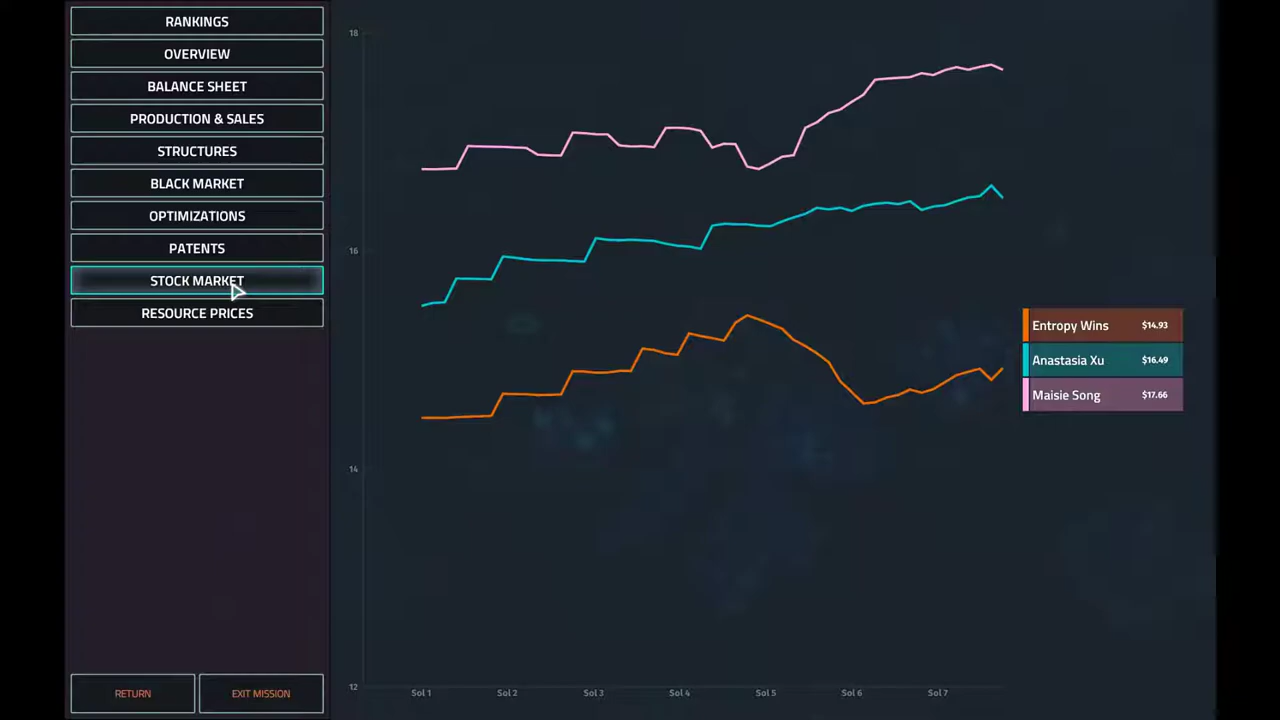 RANKINGS
OVERVIEW
BALANCE SHEET
PRODUCTION & SALES
STRUCTURES
BLACK MARKET
OPTIMIZATIONS
PATENTS
STOCK MARKET
RESOURCE PRICES
RETURN
EXIT MISSION
18
16
14
12
Sol 1
Sol 2
Sol 3
Sol 4
Sol 5
Sol 6
Sol 7
Entropy Wins $14.93
Anastasia Xu $16.49
Maisie Song $17.66